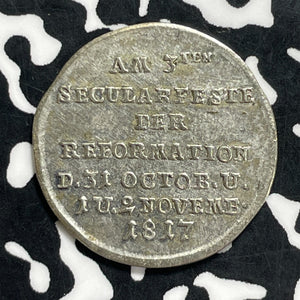 AM 3TEN
SECULARFESTE
DER
REFORMATION
D. 31 OCTOB. U.
1 U. 2 NOVEMB.
1817